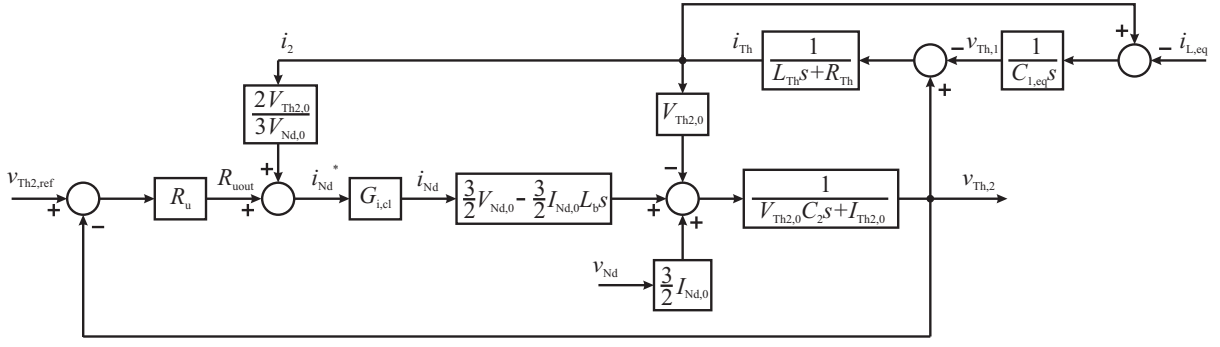 i₂
i_Th
1
L_Th s+R_Th
v_Th,1
1
C_1,eq s
i_L,eq
2V_Th2,0
3V_Nd,0
V_Th2,0
v_Th2,ref
R_u
R_uout
i_Nd*
G_i,cl
i_Nd
3/2 V_Nd,0 − 3/2 I_Nd,0 L_b s
1
V_Th2,0 C₂s+I_Th2,0
v_Th,2
v_Nd
3/2 I_Nd,0